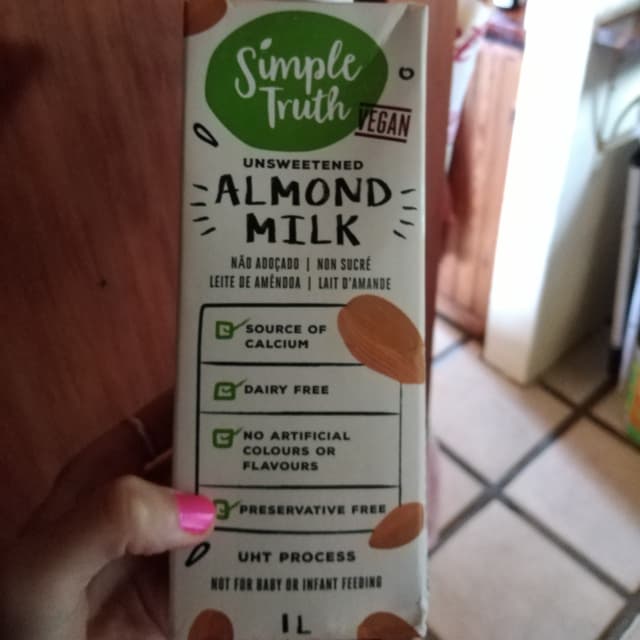 Simple
Truth
VEGAN
UNSWEETENED
ALMOND
MILK
NÃO ADOÇADO | NON SUCRÉ
LEITE DE AMÊNDOA | LAIT D'AMANDE
SOURCE OF
CALCIUM
DAIRY FREE
NO ARTIFICIAL
COLOURS OR
FLAVOURS
PRESERVATIVE FREE
UHT PROCESS
NOT FOR BABY OR INFANT FEEDING
1L